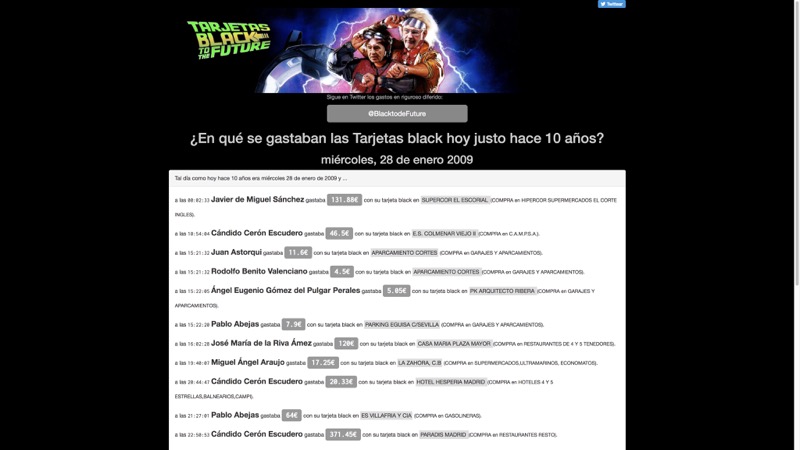 Twittear
TARJETAS
BLACK
TO THE FUTURE
Sigue en Twitter los gastos en riguroso diferido:
@BlacktodeFuture
¿En qué se gastaban las Tarjetas black hoy justo hace 10 años?
miércoles, 28 de enero 2009
Tal día como hoy hace 10 años era miércoles 28 de enero de 2009 y ...
a las 00:02:33 Javier de Miguel Sánchez gastaba 131.88€ con su tarjeta black en SUPERCOR EL ESCORIAL (COMPRA en HIPERCOR SUPERMERCADOS EL CORTE
INGLES).
a las 10:54:04 Cándido Cerón Escudero gastaba 46.5€ con su tarjeta black en E.S. COLMENAR VIEJO II (COMPRA en C.A.M.P.S.A.).
a las 15:21:32 Juan Astorqui gastaba 11.6€ con su tarjeta black en APARCAMIENTO CORTES (COMPRA en GARAJES Y APARCAMIENTOS).
a las 15:21:32 Rodolfo Benito Valenciano gastaba 4.5€ con su tarjeta black en APARCAMIENTO CORTES (COMPRA en GARAJES Y APARCAMIENTOS).
a las 15:22:05 Ángel Eugenio Gómez del Pulgar Perales gastaba 5.05€ con su tarjeta black en PK ARQUITECTO RIBERA (COMPRA en GARAJES Y
APARCAMIENTOS).
a las 15:22:20 Pablo Abejas gastaba 7.9€ con su tarjeta black en PARKING EGUISA C/SEVILLA (COMPRA en GARAJES Y APARCAMIENTOS).
a las 16:02:28 José María de la Riva Ámez gastaba 120€ con su tarjeta black en CASA MARIA PLAZA MAYOR (COMPRA en RESTAURANTES DE 4 Y 5 TENEDORES).
a las 19:40:07 Miguel Ángel Araujo gastaba 17.25€ con su tarjeta black en LA ZAHORA, C.B (COMPRA en SUPERMERCADOS,ULTRAMARINOS, ECONOMATOS).
a las 20:44:47 Cándido Cerón Escudero gastaba 20.33€ con su tarjeta black en HOTEL HESPERIA MADRID (COMPRA en HOTELES 4 Y 5
ESTRELLAS,BALNEARIOS,CAMPI).
a las 21:27:01 Pablo Abejas gastaba 64€ con su tarjeta black en ES VILLAFRIA Y CIA (COMPRA en GASOLINERAS).
a las 22:50:53 Cándido Cerón Escudero gastaba 371.45€ con su tarjeta black en PARADIS MADRID (COMPRA en RESTAURANTES RESTO).